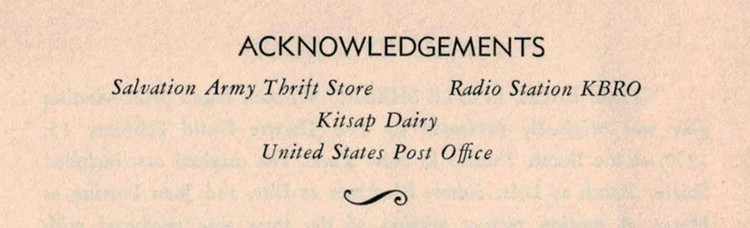 ACKNOWLEDGEMENTS
Salvation Army Thrift Store Radio Station KBRO
Kitsap Dairy
United States Post Office